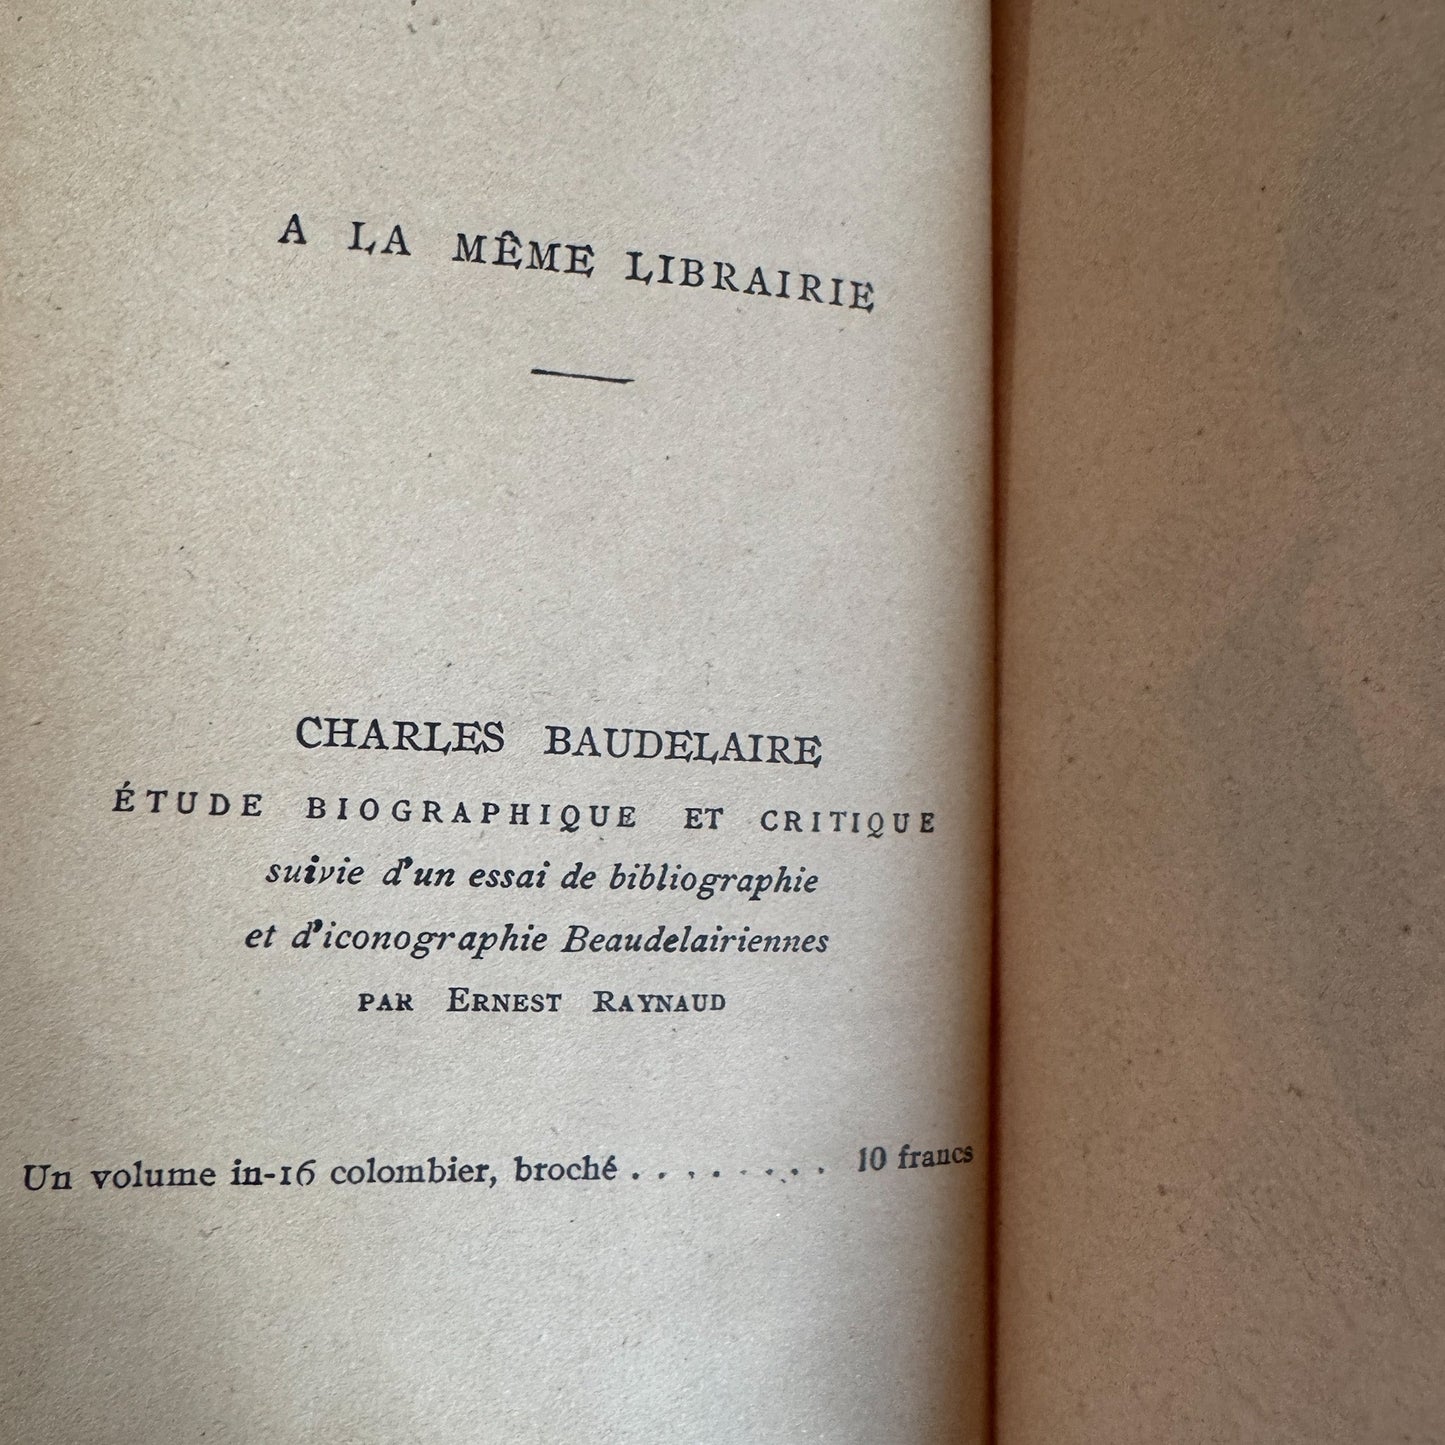 A LA MÊME LIBRAIRIE
CHARLES BAUDELAIRE
ÉTUDE BIOGRAPHIQUE ET CRITIQUE
suivie d'un essai de bibliographie
et d'iconographie Beaudelairiennes
PAR ERNEST RAYNAUD
Un volume in-16 colombier, broché . . . . . . . . 10 francs